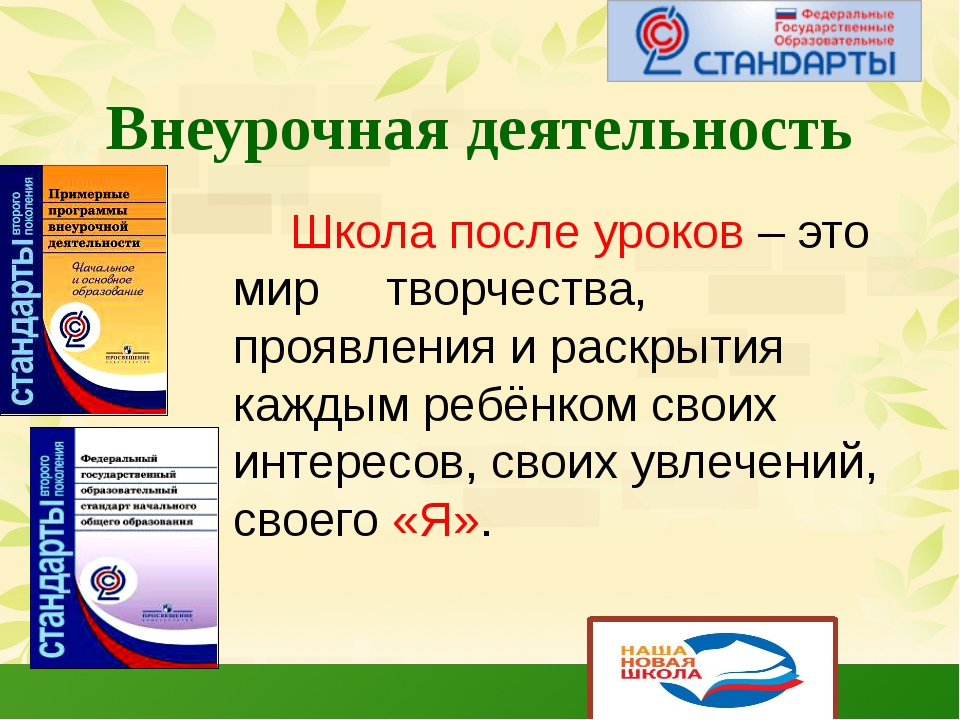 Федеральные
Государственные
Образовательные
СТАНДАРТЫ
Внеурочная деятельность
стандарты
второго
поколения
Примерные
программы
внеурочной
деятельности
Начальное
и основное
образование
ПРОСВЕЩЕНИЕ
ИЗДАТЕЛЬСТВО
Школа после уроков – это
мир творчества,
проявления и раскрытия
каждым ребёнком своих
интересов, своих увлечений,
своего «Я».
стандарты
второго
поколения
Федеральный
государственный
образовательный
стандарт начального
общего образования
ПРОСВЕЩЕНИЕ
ИЗДАТЕЛЬСТВО
НАША
НОВАЯ
ШКОЛА